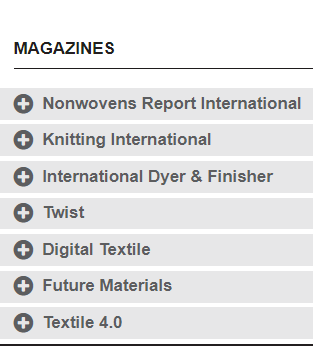 MAGAZINES
Nonwovens Report International
Knitting International
International Dyer & Finisher
Twist
Digital Textile
Future Materials
Textile 4.0